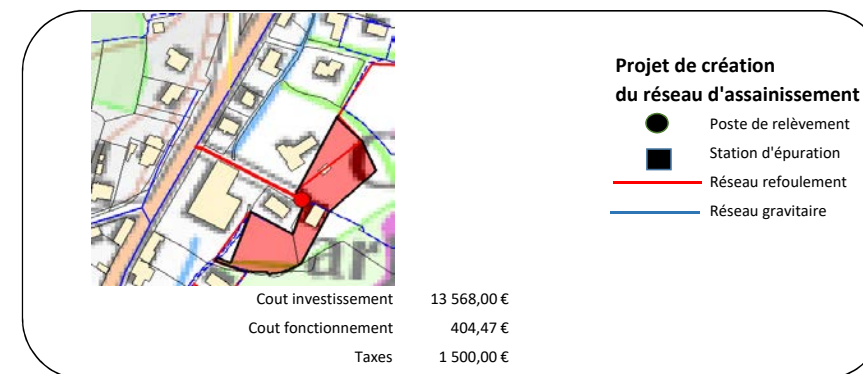 Projet de création
du réseau d'assainissement
Poste de relèvement
Station d'épuration
Réseau refoulement
Réseau gravitaire
ar
Cout investissement 13 568,00 €
Cout fonctionnement 404,47 €
Taxes 1 500,00 €